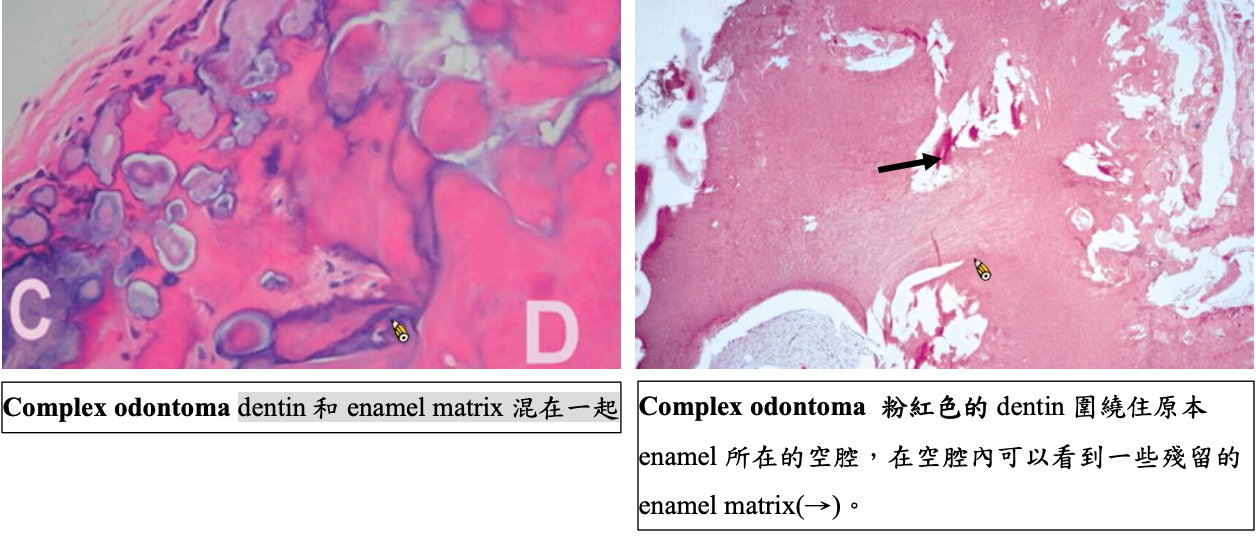 C
D
Complex odontoma dentin 和 enamel matrix 混在一起
Complex odontoma 粉紅色的 dentin 圍繞住原本
enamel 所在的空腔，在空腔內可以看到一些殘留的
enamel matrix(→)。